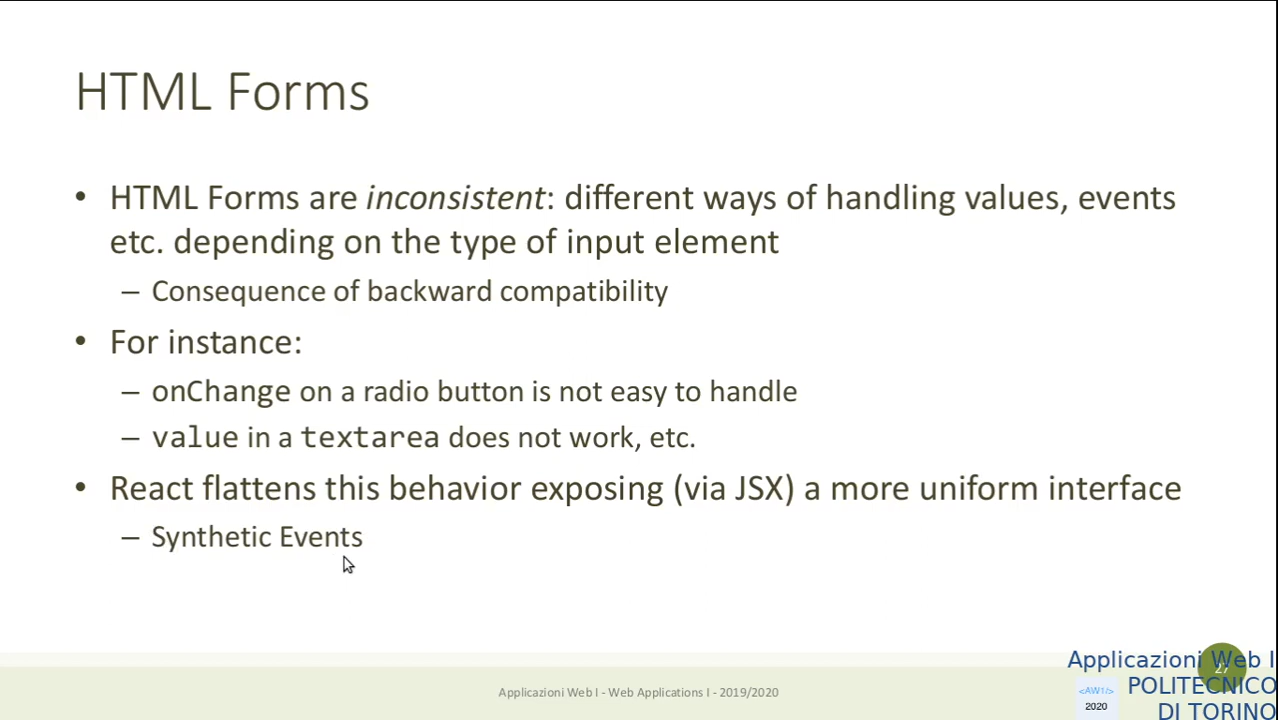 HTML Forms
• HTML Forms are inconsistent: different ways of handling values, events
etc. depending on the type of input element
– Consequence of backward compatibility
• For instance:
– onChange on a radio button is not easy to handle
– value in a textarea does not work, etc.
• React flattens this behavior exposing (via JSX) a more uniform interface
– Synthetic Events
Applicazioni Web I - Web Applications I - 2019/2020
Applicazioni Web I
POLITECNICO
DI TORINO
<AW1/>
2020